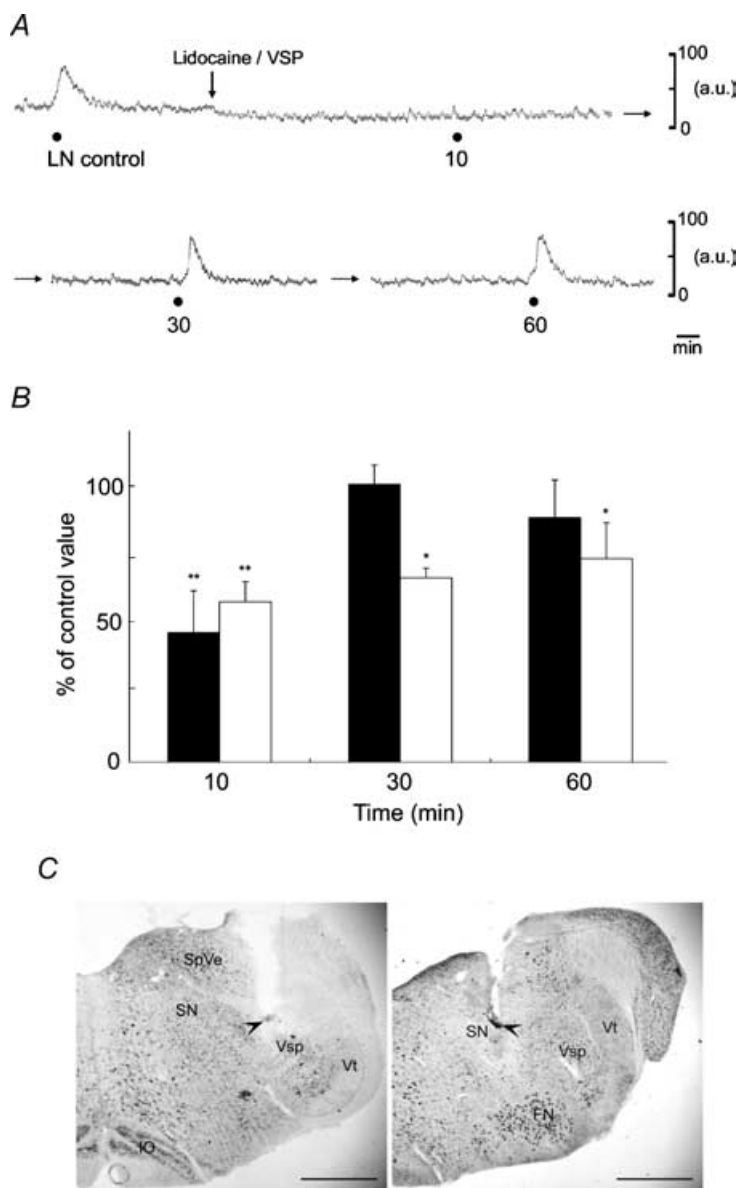 A
Lidocaine / VSP
100
(a.u.)
0
LN control
10
100
(a.u.)
0
30
60
min
B
% of control value
100
50
0
**
**
*
*
10
30
60
Time (min)
C
SpVe
SN
Vsp
Vt
IO
SN
Vsp
Vt
FN